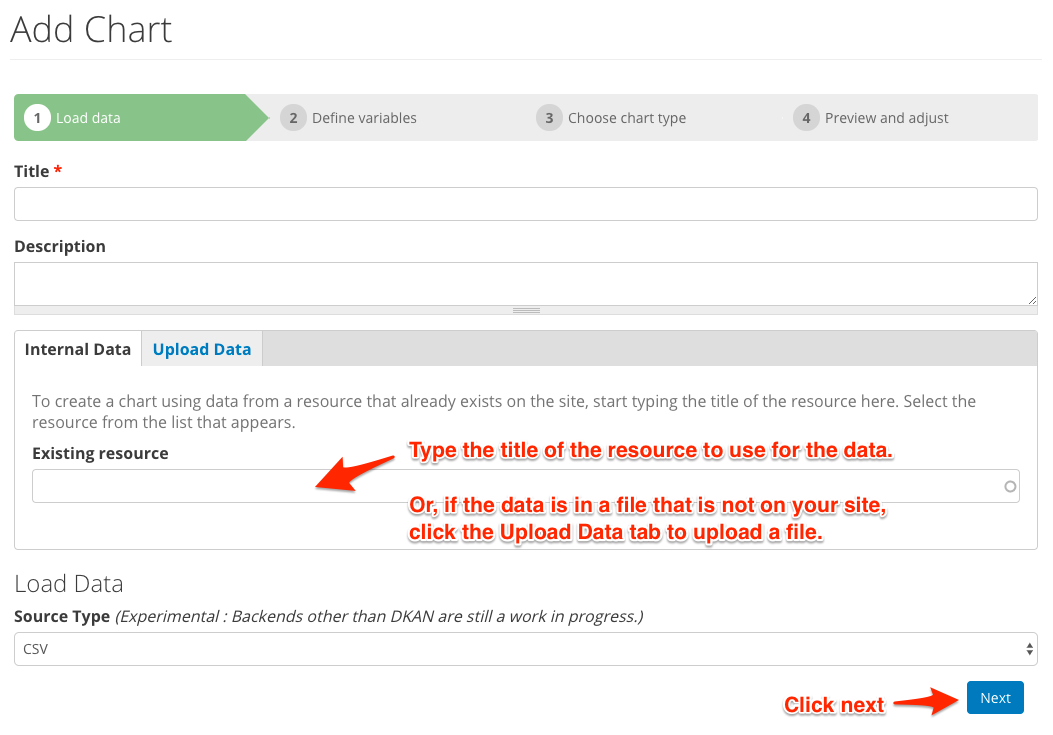 Add Chart
1 Load data 2 Define variables 3 Choose chart type 4 Preview and adjust
Title *
Description
Internal Data Upload Data
To create a chart using data from a resource that already exists on the site, start typing the title of the resource here. Select the
resource from the list that appears.
Existing resource
Type the title of the resource to use for the data.
Or, if the data is in a file that is not on your site,
click the Upload Data tab to upload a file.
Load Data
Source Type (Experimental : Backends other than DKAN are still a work in progress.)
CSV
Click next
Next